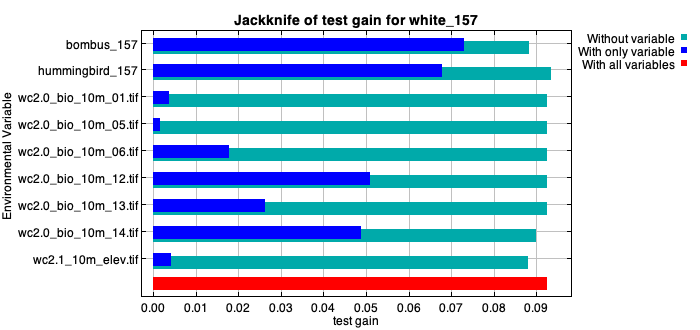 Jackknife of test gain for white_157
Without variable
With only variable
With all variables
Environmental Variable
bombus_157
hummingbird_157
wc2.0_bio_10m_01.tif
wc2.0_bio_10m_05.tif
wc2.0_bio_10m_06.tif
wc2.0_bio_10m_12.tif
wc2.0_bio_10m_13.tif
wc2.0_bio_10m_14.tif
wc2.1_10m_elev.tif
0.00 0.01 0.02 0.03 0.04 0.05 0.06 0.07 0.08 0.09
test gain